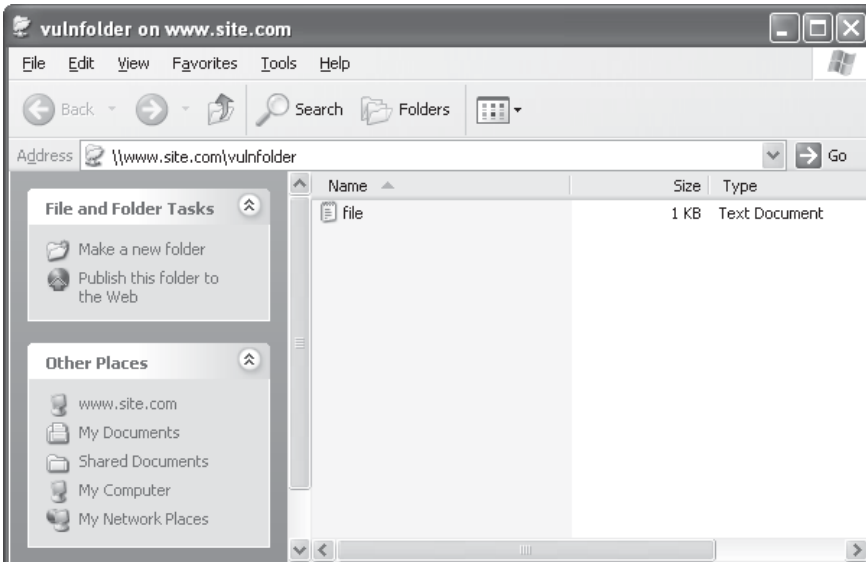 vulnfolder on www.site.com
File Edit View Favorites Tools Help
Back Search Folders
Address \\www.site.com\vulnfolder Go
Name Size Type
file 1 KB Text Document
File and Folder Tasks
Make a new folder
Publish this folder to
the Web
Other Places
www.site.com
My Documents
Shared Documents
My Computer
My Network Places